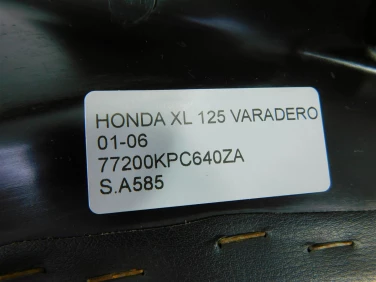 HONDA XL 125 VARADERO
01-06
77200KPC640ZA
S.A585